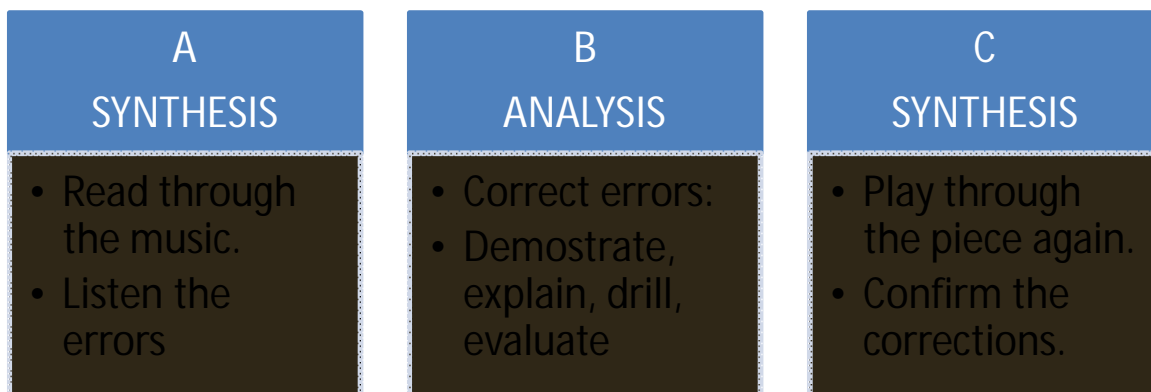 A
SYNTHESIS
• Read through
the music.
• Listen the
errors
B
ANALYSIS
• Correct errors:
• Demostrate,
explain, drill,
evaluate
C
SYNTHESIS
• Play through
the piece again.
• Confirm the
corrections.